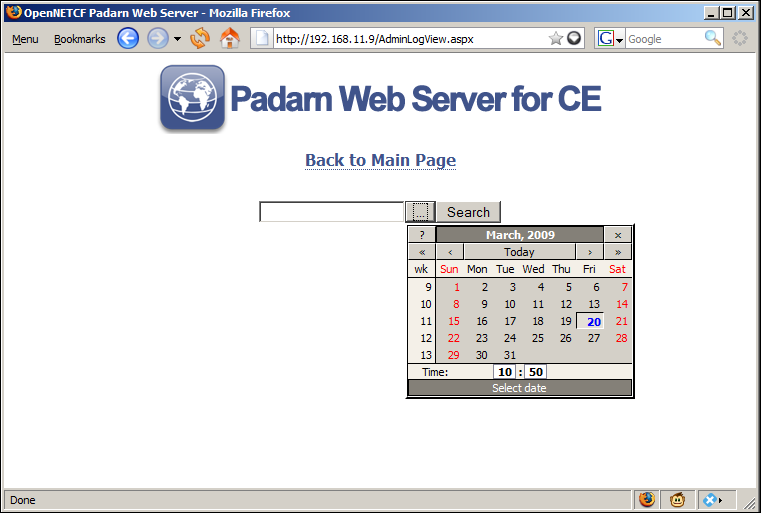 OpenNETCF Padarn Web Server - Mozilla Firefox
Menu Bookmarks http://192.168.11.9/AdminLogView.aspx G Google
Padarn Web Server for CE
Back to Main Page
... Search
? March, 2009 ×
« ‹ Today › »
wk Sun Mon Tue Wed Thu Fri Sat
9 1 2 3 4 5 6 7
10 8 9 10 11 12 13 14
11 15 16 17 18 19 20 21
12 22 23 24 25 26 27 28
13 29 30 31
Time: 10 : 50
Select date
Done